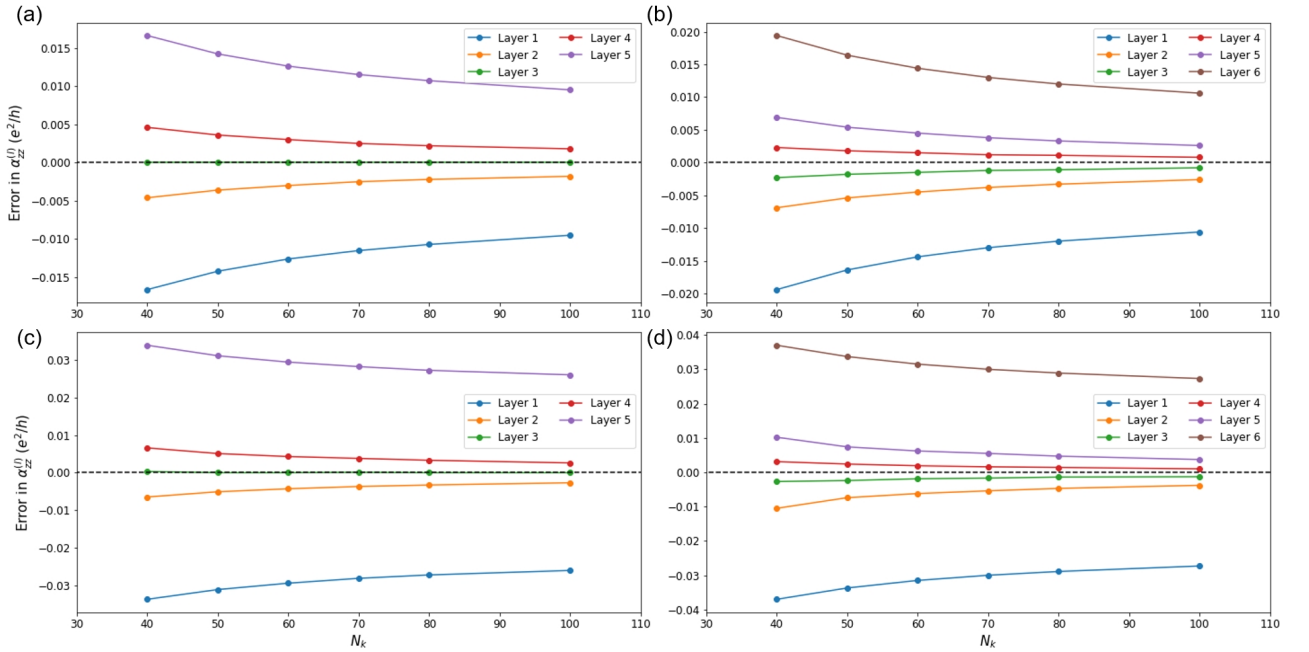 (a)
0.015
0.010
0.005
0.000
−0.005
−0.010
−0.015
Error in α_zz^(l) (e²/h)
30 40 50 60 70 80 90 100 110
Layer 1 Layer 4
Layer 2 Layer 5
Layer 3
(b)
0.020
0.015
0.010
0.005
0.000
−0.005
−0.010
−0.015
−0.020
30 40 50 60 70 80 90 100 110
Layer 1 Layer 4
Layer 2 Layer 5
Layer 3 Layer 6
(c)
0.03
0.02
0.01
0.00
−0.01
−0.02
−0.03
Error in α_zz^(l) (e²/h)
30 40 50 60 70 80 90 100 110
N_k
Layer 1 Layer 4
Layer 2 Layer 5
Layer 3
(d)
0.04
0.03
0.02
0.01
0.00
−0.01
−0.02
−0.03
−0.04
30 40 50 60 70 80 90 100 110
N_k
Layer 1 Layer 4
Layer 2 Layer 5
Layer 3 Layer 6